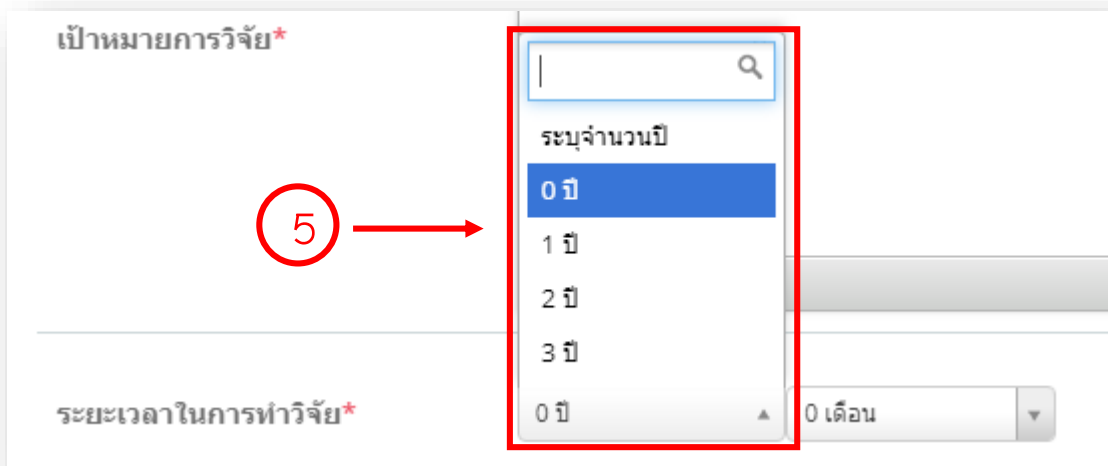 เป้าหมายการวิจัย*
ระบุจำนวนปี
0 ปี
5
1 ปี
2 ปี
3 ปี
ระยะเวลาในการทำวิจัย* 0 ปี 0 เดือน